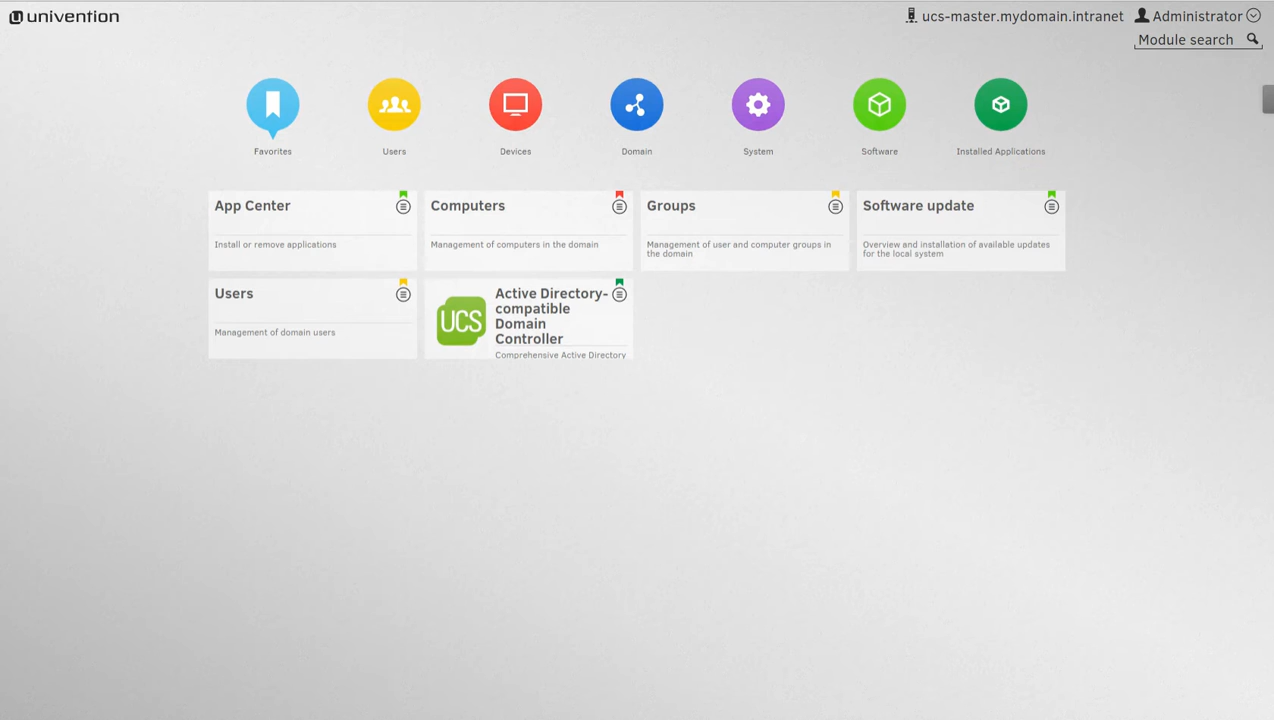 univention
ucs-master.mydomain.intranet Administrator
Module search
Favorites
Users
Devices
Domain
System
Software
Installed Applications
App Center
Install or remove applications
Computers
Management of computers in the domain
Groups
Management of user and computer groups in
the domain
Software update
Overview and installation of available updates
for the local system
Users
Management of domain users
UCS
Active Directory-
compatible
Domain
Controller
Comprehensive Active Directory